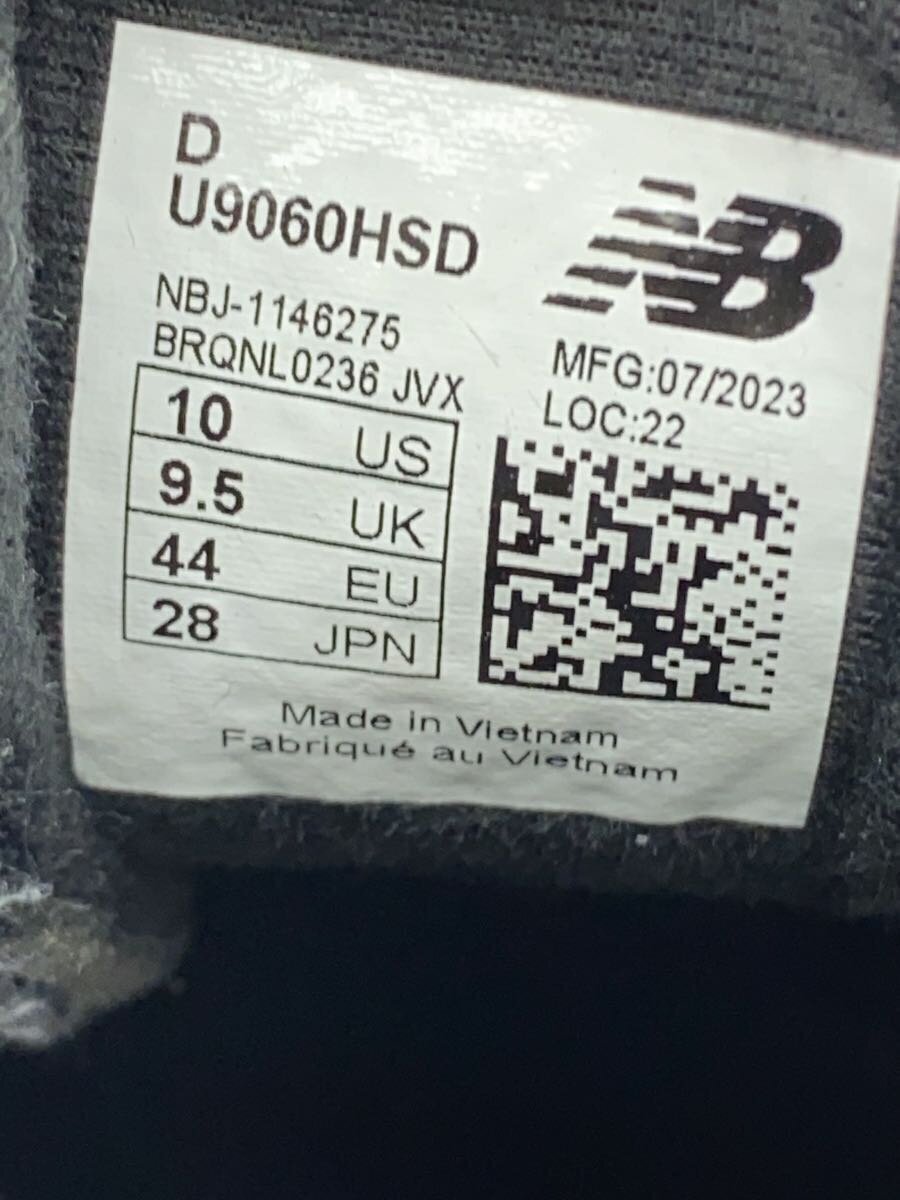 D
U9060HSD
NBJ-1146275
BRQNL0236 JVX
10 US
9.5 UK
44 EU
28 JPN
NB
MFG:07/2023
LOC:22
Made in Vietnam
Fabriqué au Vietnam